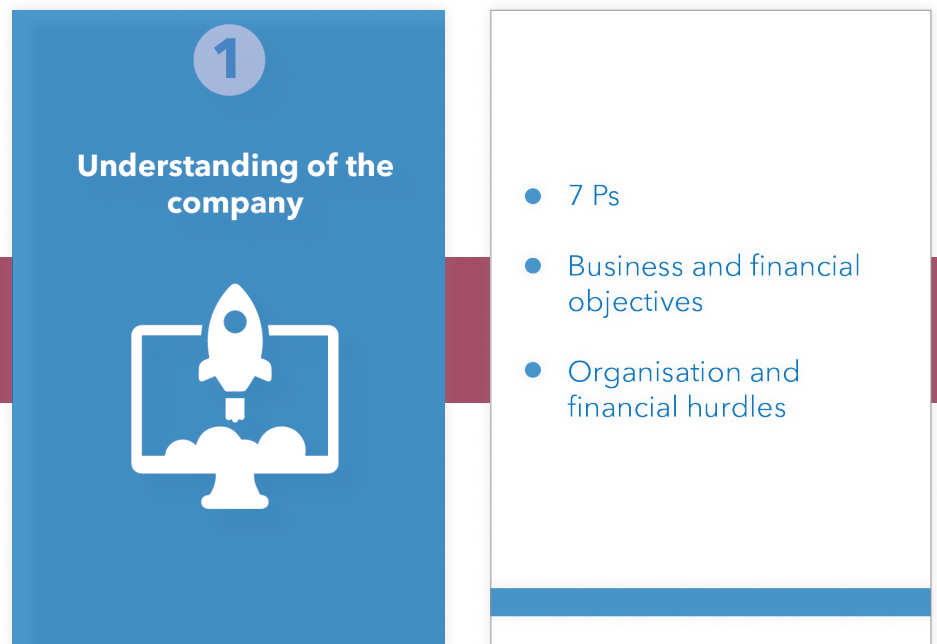 1
Understanding of the
company
7 Ps
Business and financial
objectives
Organisation and
financial hurdles